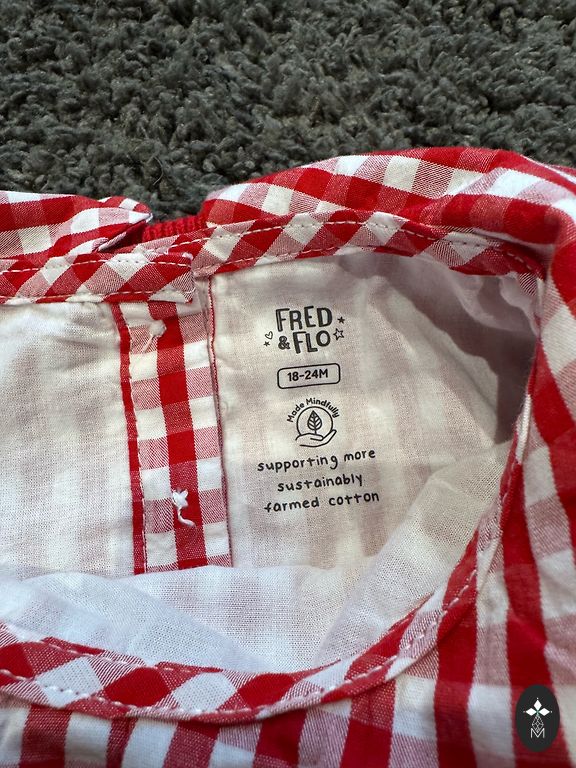 FRED
& FLO
18-24M
Made Mindfully
supporting more
sustainably
farmed cotton